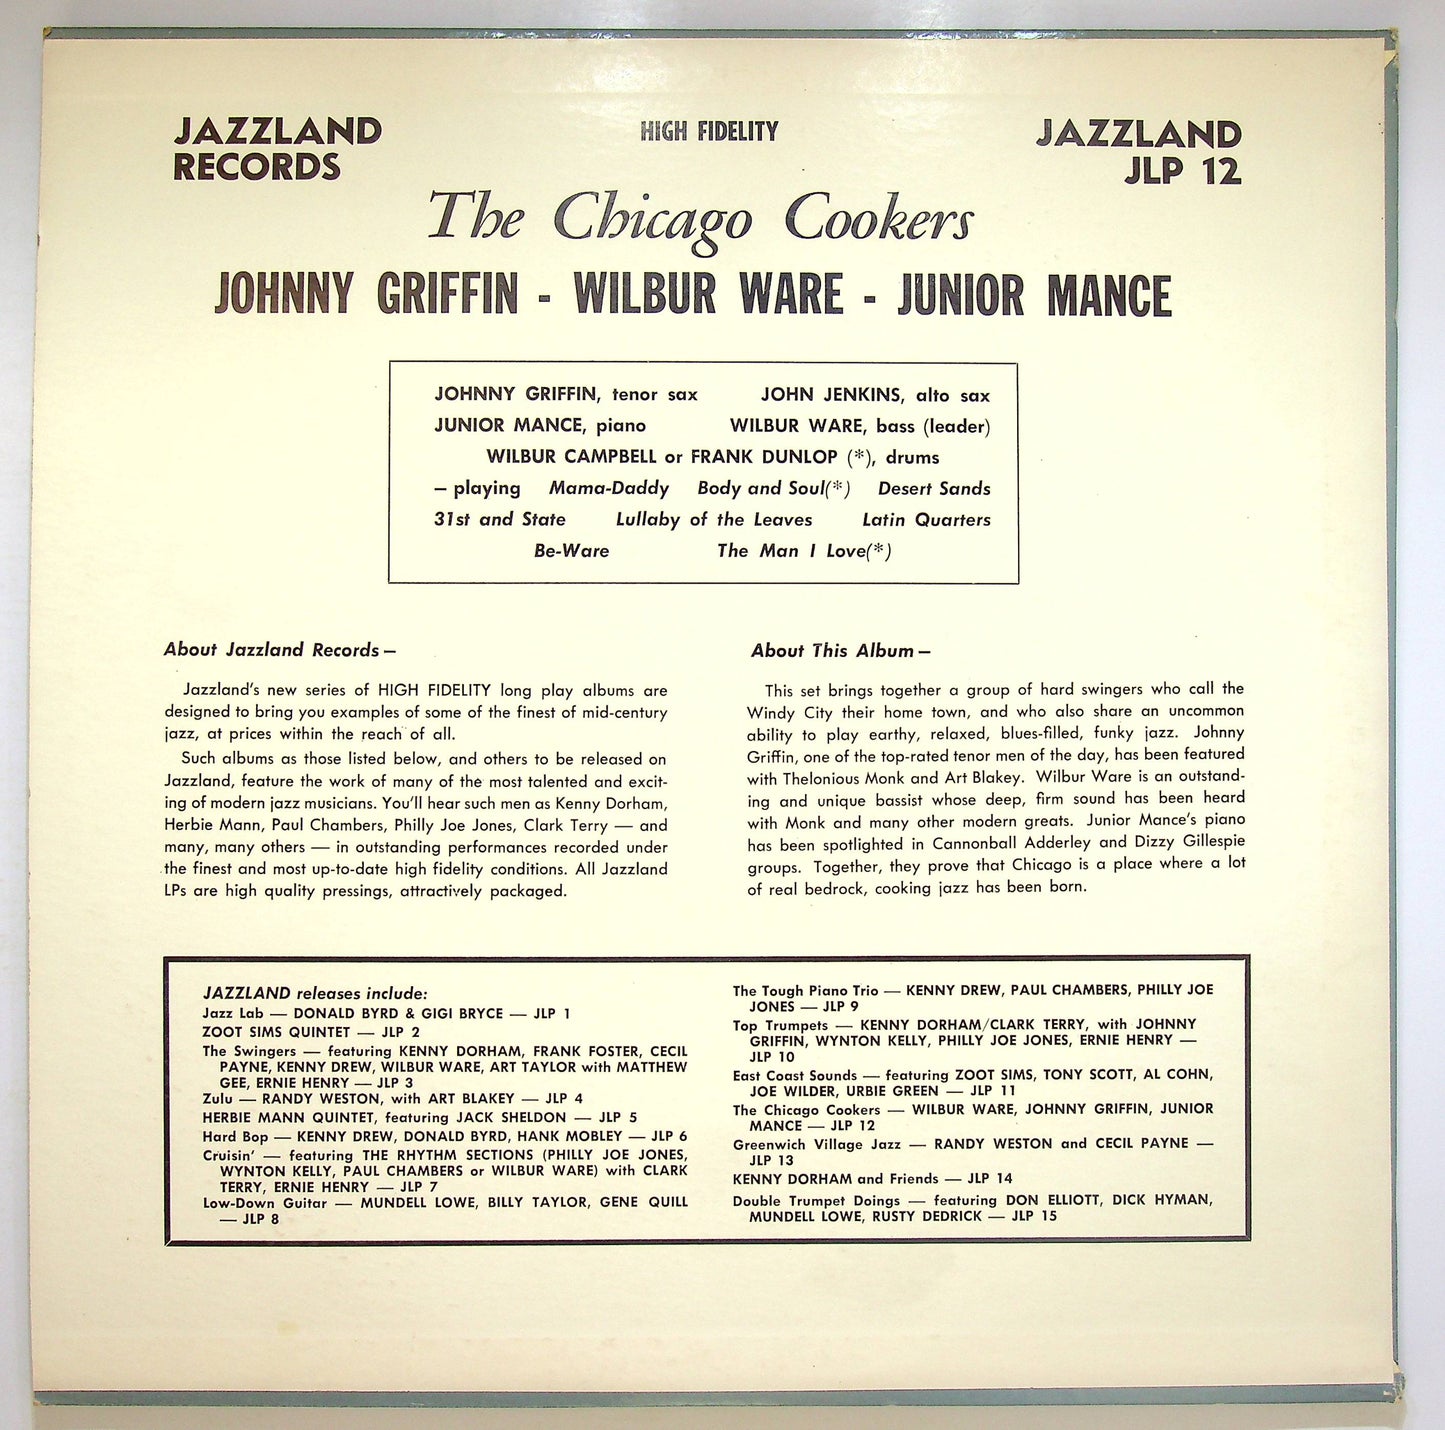 JAZZLAND
RECORDS
HIGH FIDELITY
JAZZLAND
JLP 12
The Chicago Cookers
JOHNNY GRIFFIN - WILBUR WARE - JUNIOR MANCE
JOHNNY GRIFFIN, tenor sax JOHN JENKINS, alto sax
JUNIOR MANCE, piano WILBUR WARE, bass (leader)
WILBUR CAMPBELL or FRANK DUNLOP (*), drums
— playing Mama-Daddy Body and Soul(*) Desert Sands
31st and State Lullaby of the Leaves Latin Quarters
Be-Ware The Man I Love(*)
About Jazzland Records —
Jazzland's new series of HIGH FIDELITY long play albums are
designed to bring you examples of some of the finest of mid-century
jazz, at prices within the reach of all.
Such albums as those listed below, and others to be released on
Jazzland, feature the work of many of the most talented and excit-
ing of modern jazz musicians. You'll hear such men as Kenny Dorham,
Herbie Mann, Paul Chambers, Philly Joe Jones, Clark Terry — and
many, many others — in outstanding performances recorded under
the finest and most up-to-date high fidelity conditions. All Jazzland
LPs are high quality pressings, attractively packaged.
About This Album —
This set brings together a group of hard swingers who call the
Windy City their home town, and who also share an uncommon
ability to play earthy, relaxed, blues-filled, funky jazz. Johnny
Griffin, one of the top-rated tenor men of the day, has been featured
with Thelonious Monk and Art Blakey. Wilbur Ware is an outstand-
ing and unique bassist whose deep, firm sound has been heard
with Monk and many other modern greats. Junior Mance's piano
has been spotlighted in Cannonball Adderley and Dizzy Gillespie
groups. Together, they prove that Chicago is a place where a lot
of real bedrock, cooking jazz has been born.
JAZZLAND releases include:
Jazz Lab — DONALD BYRD & GIGI BRYCE — JLP 1
ZOOT SIMS QUINTET — JLP 2
The Swingers — featuring KENNY DORHAM, FRANK FOSTER, CECIL
PAYNE, KENNY DREW, WILBUR WARE, ART TAYLOR with MATTHEW
GEE, ERNIE HENRY — JLP 3
Zulu — RANDY WESTON, with ART BLAKEY — JLP 4
HERBIE MANN QUINTET, featuring JACK SHELDON — JLP 5
Hard Bop — KENNY DREW, DONALD BYRD, HANK MOBLEY — JLP 6
Cruisin' — featuring THE RHYTHM SECTIONS (PHILLY JOE JONES,
WYNTON KELLY, PAUL CHAMBERS or WILBUR WARE) with CLARK
TERRY, ERNIE HENRY — JLP 7
Low-Down Guitar — MUNDELL LOWE, BILLY TAYLOR, GENE QUILL
— JLP 8
The Tough Piano Trio — KENNY DREW, PAUL CHAMBERS, PHILLY JOE
JONES — JLP 9
Top Trumpets — KENNY DORHAM/CLARK TERRY, with JOHNNY
GRIFFIN, WYNTON KELLY, PHILLY JOE JONES, ERNIE HENRY —
JLP 10
East Coast Sounds — featuring ZOOT SIMS, TONY SCOTT, AL COHN,
JOE WILDER, URBIE GREEN — JLP 11
The Chicago Cookers — WILBUR WARE, JOHNNY GRIFFIN, JUNIOR
MANCE — JLP 12
Greenwich Village Jazz — RANDY WESTON and CECIL PAYNE —
JLP 13
KENNY DORHAM and Friends — JLP 14
Double Trumpet Doings — featuring DON ELLIOTT, DICK HYMAN,
MUNDELL LOWE, RUSTY DEDRICK — JLP 15